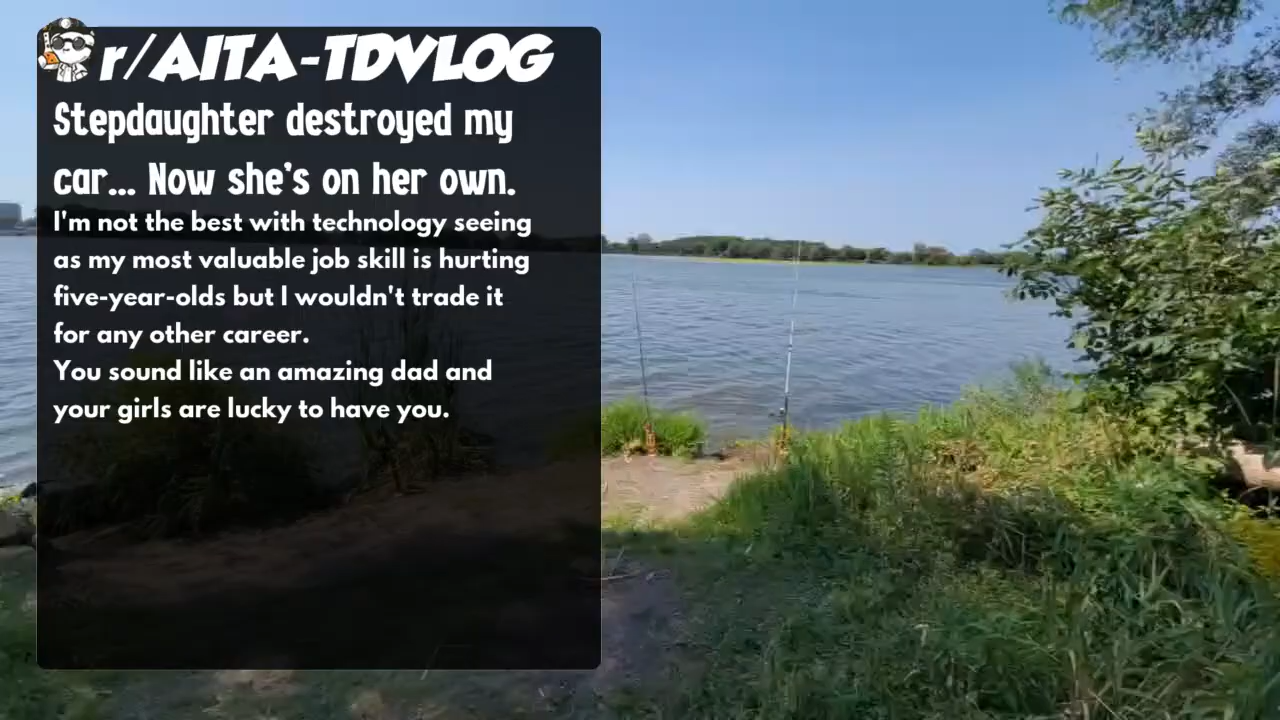 r/AITA-TDVLOG
Stepdaughter destroyed my
car... Now she's on her own.
I'm not the best with technology seeing
as my most valuable job skill is hurting
five-year-olds but I wouldn't trade it
for any other career.
You sound like an amazing dad and
your girls are lucky to have you.